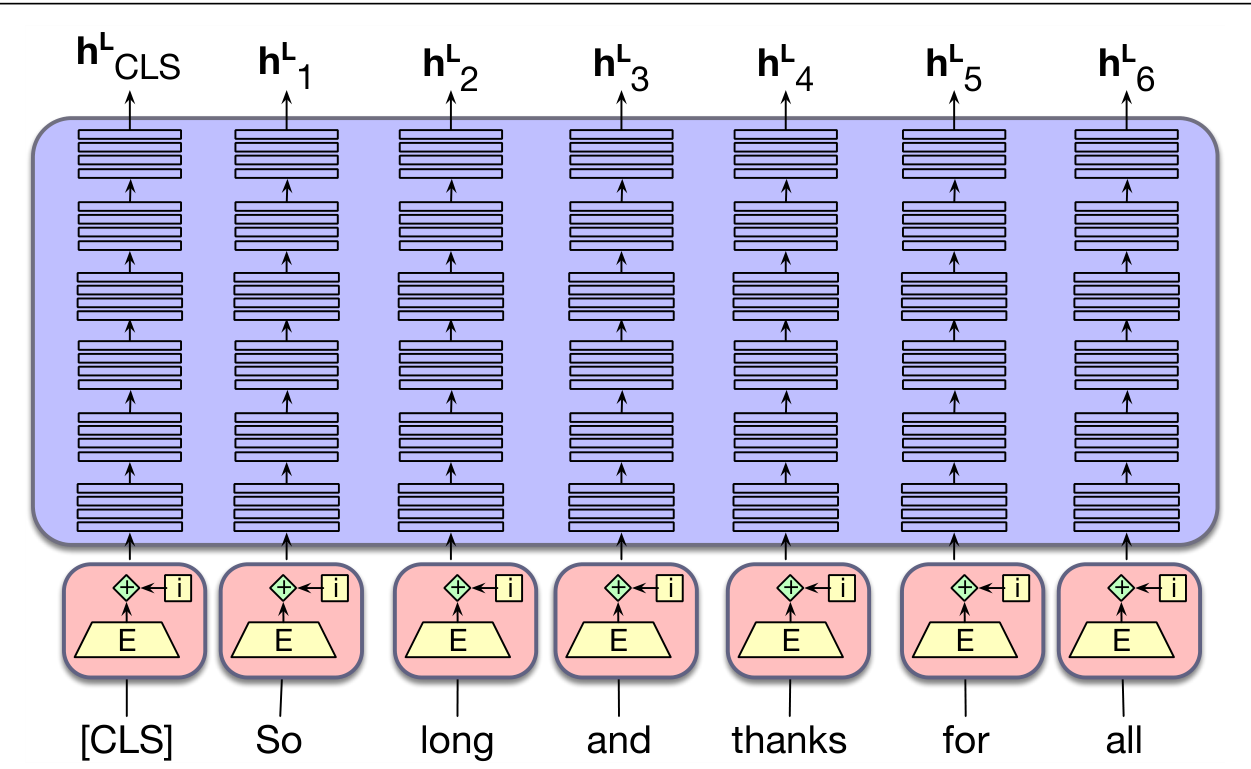 hLCLS hL1 hL2 hL3 hL4 hL5 hL6
+ i + i + i + i + i + i + i
E E E E E E E
[CLS] So long and thanks for all